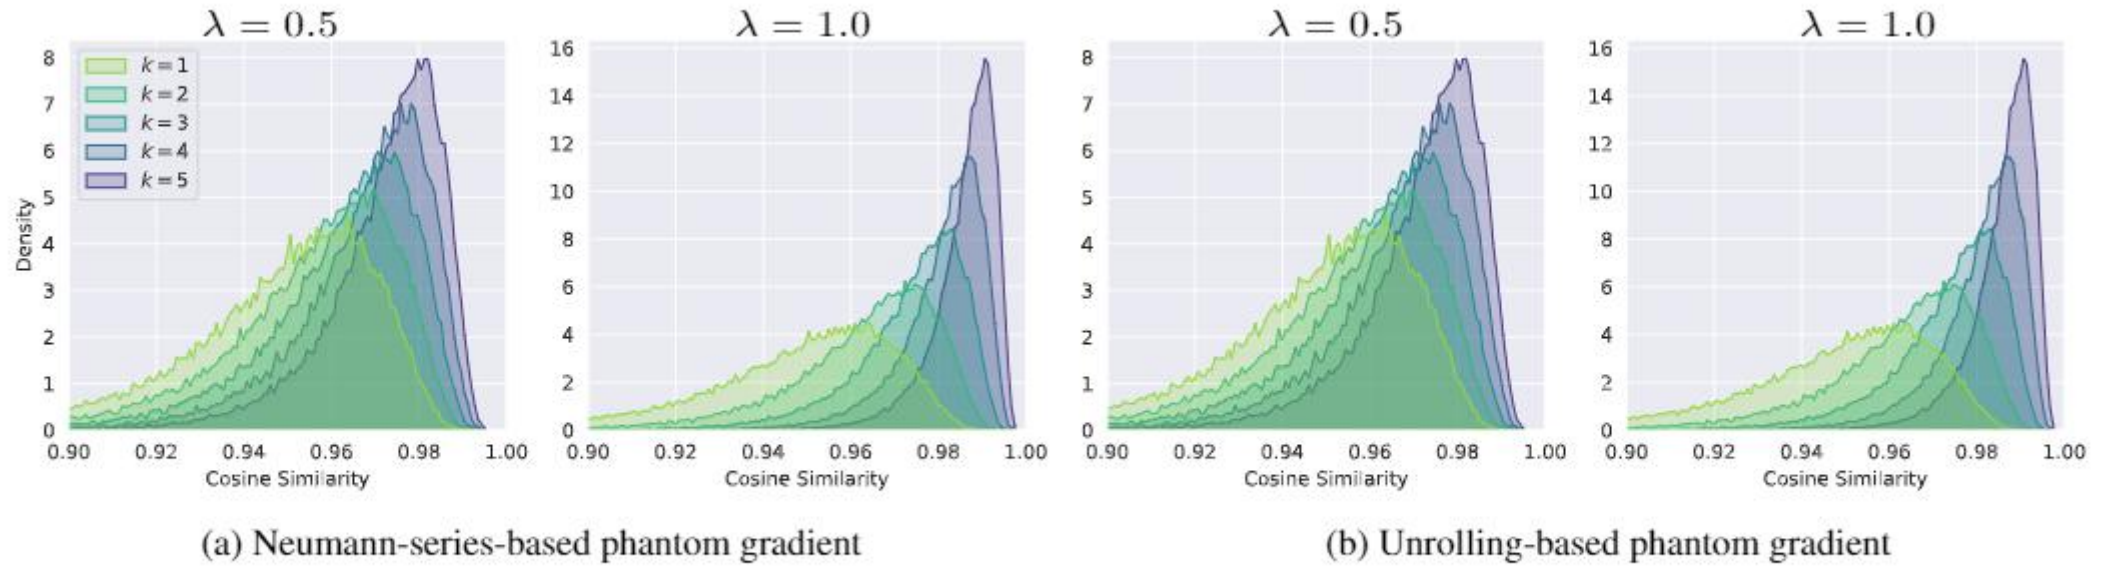 λ = 0.5
λ = 1.0
λ = 0.5
λ = 1.0
8
7
6
5
4
3
2
1
0
Density
k = 1
k = 2
k = 3
k = 4
k = 5
0.90 0.92 0.94 0.96 0.98 1.00
Cosine Similarity
16
14
12
10
8
6
4
2
0
0.90 0.92 0.94 0.96 0.98 1.00
Cosine Similarity
8
7
6
5
4
3
2
1
0
0.90 0.92 0.94 0.96 0.98 1.00
Cosine Similarity
16
14
12
10
8
6
4
2
0
0.90 0.92 0.94 0.96 0.98 1.00
Cosine Similarity
(a) Neumann-series-based phantom gradient
(b) Unrolling-based phantom gradient